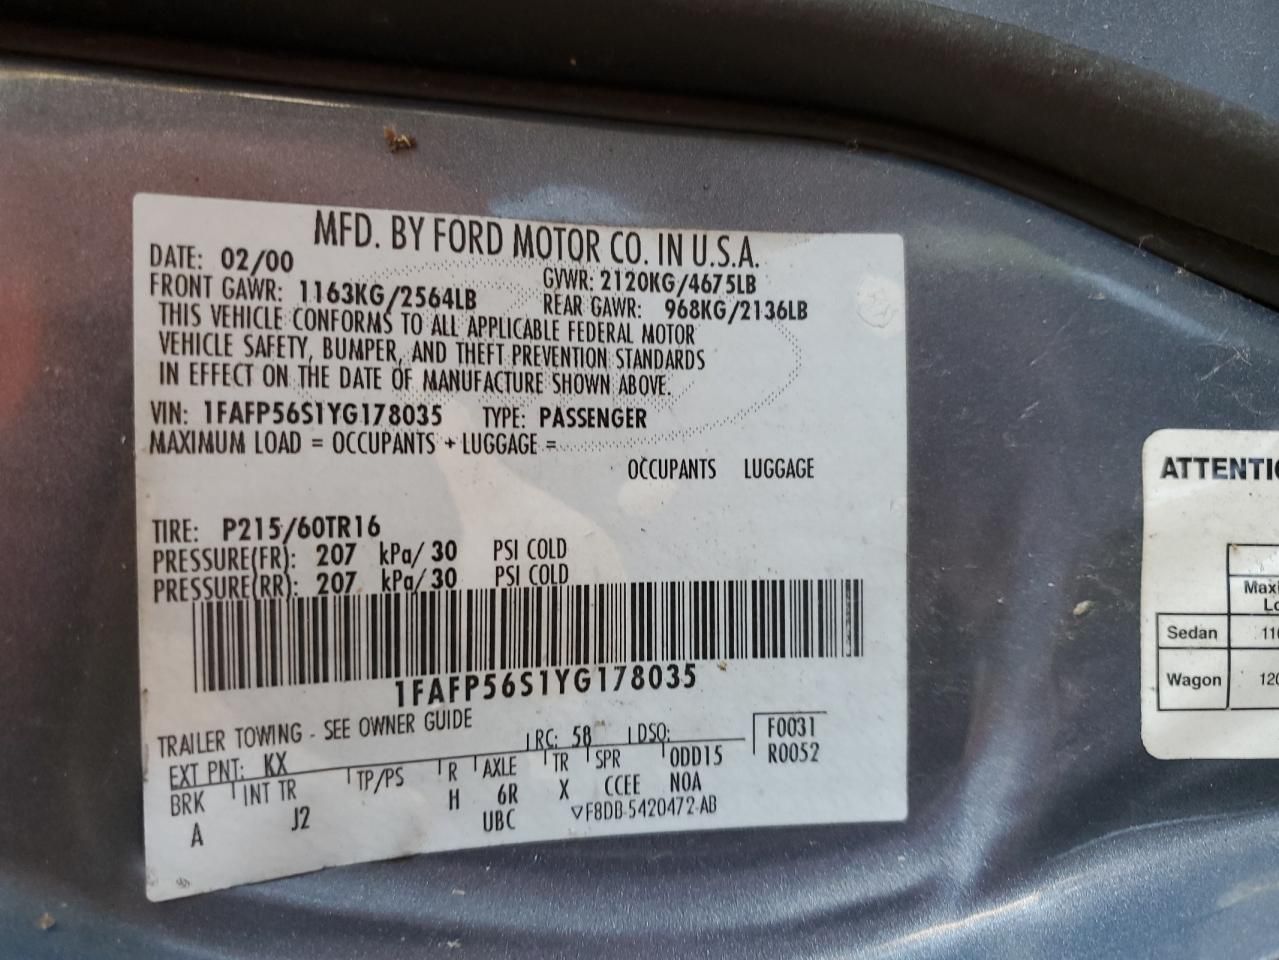 MFD. BY FORD MOTOR CO. IN U.S.A.
DATE: 02/00 GVWR: 2120KG/4675LB
FRONT GAWR: 1163KG/2564LB REAR GAWR: 968KG/2136LB
THIS VEHICLE CONFORMS TO ALL APPLICABLE FEDERAL MOTOR
VEHICLE SAFETY, BUMPER, AND THEFT PREVENTION STANDARDS
IN EFFECT ON THE DATE OF MANUFACTURE SHOWN ABOVE.
VIN: 1FAFP56S1YG178035 TYPE: PASSENGER
MAXIMUM LOAD = OCCUPANTS + LUGGAGE =
OCCUPANTS LUGGAGE
TIRE: P215/60TR16
PRESSURE(FR): 207 kPa/30 PSI COLD
PRESSURE(RR): 207 kPa/30 PSI COLD
1FAFP56S1YG178035
TRAILER TOWING - SEE OWNER GUIDE
EXT PNT: KX RC: 58 DSO: F0031
BRK INT TR TP/PS R AXLE TR SPR 0DD15 R0052
A J2 H 6R X CCEE N0A
UBC ▽F8DB-5420472-AB
ATTENTI
Sedan
Wagon 120